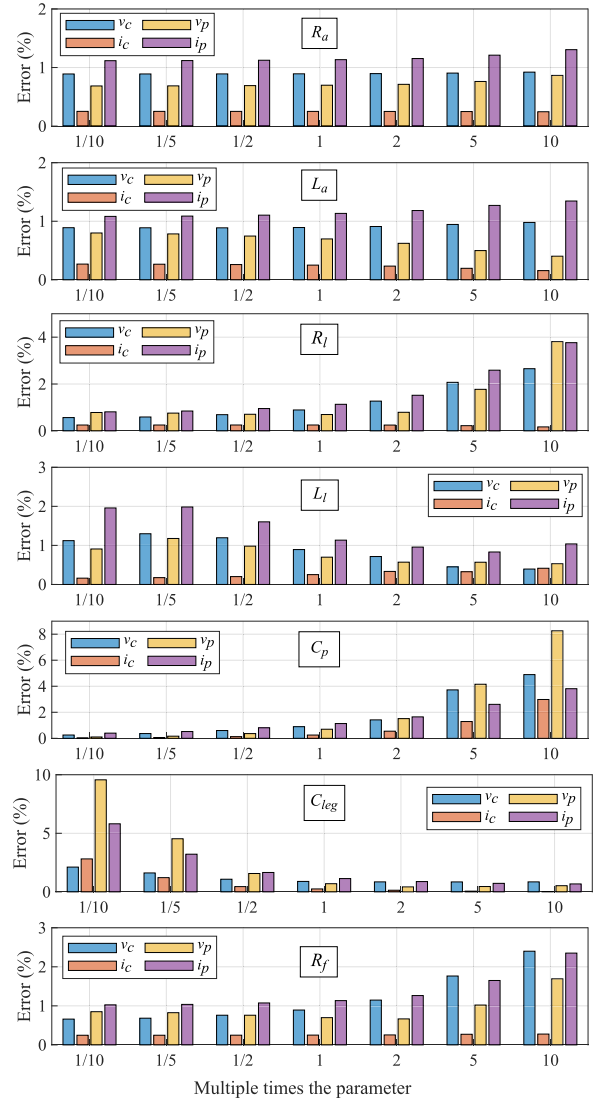 2
v_c v_p
i_c i_p
R_a
1
0
Error (%)
1/10 1/5 1/2 1 2 5 10
2
v_c v_p
i_c i_p
L_a
1
0
Error (%)
1/10 1/5 1/2 1 2 5 10
v_c v_p
i_c i_p
R_l
4
2
0
Error (%)
1/10 1/5 1/2 1 2 5 10
3
L_l
v_c v_p
i_c i_p
2
1
0
Error (%)
1/10 1/5 1/2 1 2 5 10
8
v_c v_p
i_c i_p
C_p
6
4
2
0
Error (%)
1/10 1/5 1/2 1 2 5 10
10
C_leg
v_c v_p
i_c i_p
5
0
Error (%)
1/10 1/5 1/2 1 2 5 10
3
v_c v_p
i_c i_p
R_f
2
1
0
Error (%)
1/10 1/5 1/2 1 2 5 10
Multiple times the parameter